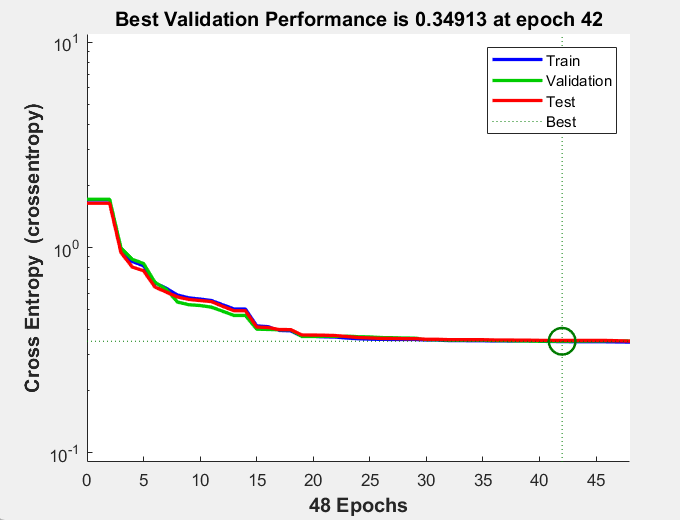 Best Validation Performance is 0.34913 at epoch 42
Cross Entropy  (crossentropy)
10^1
10^0
10^-1
Train
Validation
Test
Best
0 5 10 15 20 25 30 35 40 45
48 Epochs